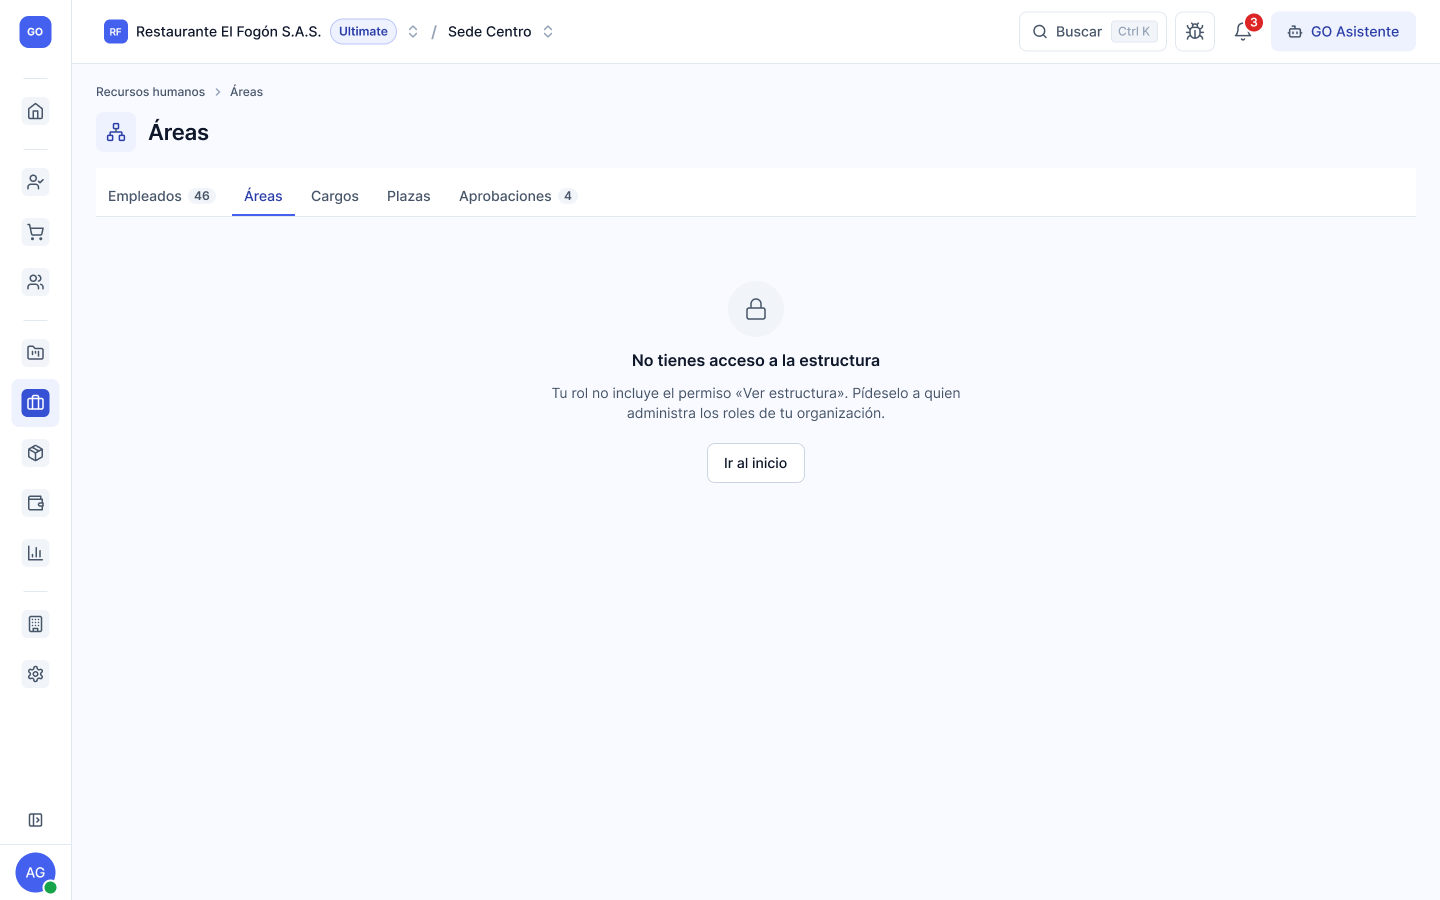 GO
RF Restaurante El Fogón S.A.S. Ultimate / Sede Centro
Buscar Ctrl K
3
GO Asistente
Recursos humanos > Áreas
Áreas
Empleados 46 Áreas Cargos Plazas Aprobaciones 4
No tienes acceso a la estructura
Tu rol no incluye el permiso «Ver estructura». Pídeselo a quien
administra los roles de tu organización.
Ir al inicio
AG